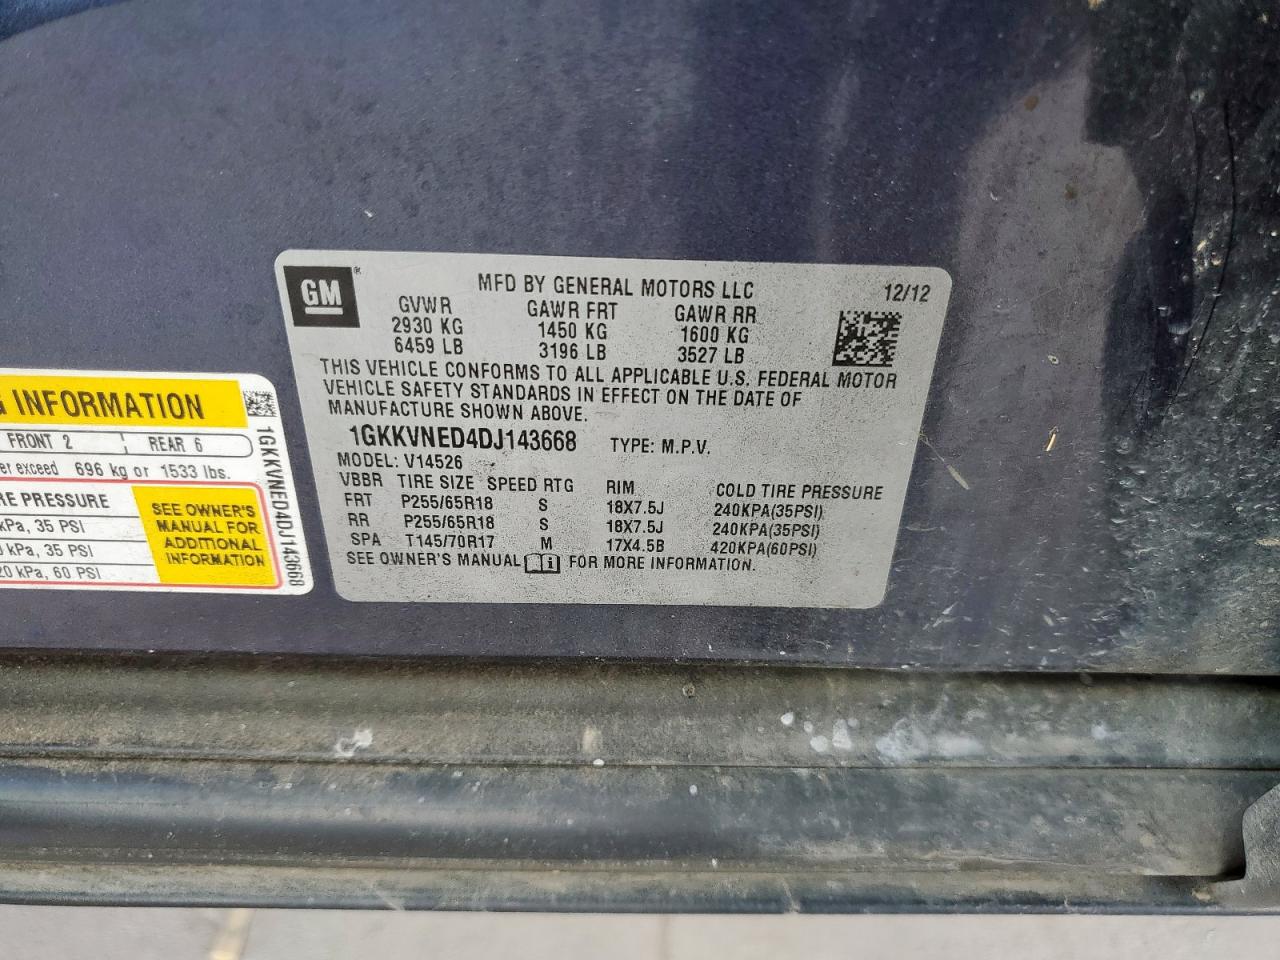 GM
MFD BY GENERAL MOTORS LLC 12/12
GVWR GAWR FRT GAWR RR
2930 KG 1450 KG 1600 KG
6459 LB 3196 LB 3527 LB
THIS VEHICLE CONFORMS TO ALL APPLICABLE U.S. FEDERAL MOTOR
VEHICLE SAFETY STANDARDS IN EFFECT ON THE DATE OF
MANUFACTURE SHOWN ABOVE.
1GKKVNED4DJ143668 TYPE: M.P.V.
MODEL: V14526
VBBR TIRE SIZE SPEED RTG RIM COLD TIRE PRESSURE
FRT P255/65R18 S 18X7.5J 240KPA(35PSI)
RR P255/65R18 S 18X7.5J 240KPA(35PSI)
SPA T145/70R17 M 17X4.5B 420KPA(60PSI)
SEE OWNER'S MANUAL FOR MORE INFORMATION.
INFORMATION
FRONT 2 REAR 6
exceed 696 kg or 1533 lbs.
PRESSURE
kPa, 35 PSI
kPa, 35 PSI
kPa, 60 PSI
SEE OWNER'S
MANUAL FOR
ADDITIONAL
INFORMATION
1GKKVNED4DJ143668